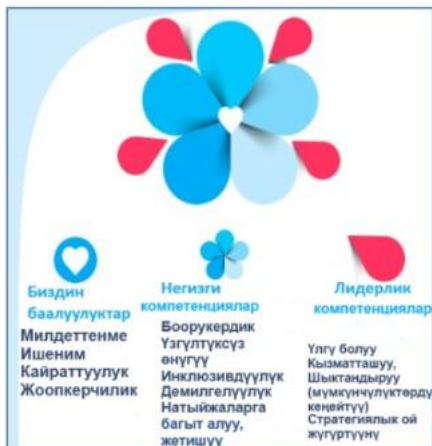 Биздин
баалуулуктар
Милдеттенме
Ишеним
Кайраттуулук
Жоопкерчилик
Негизги
компетенциялар
Боорукердик
Үзгүлтүксүз
өнүгүү
Инклюзивдүүлүк
Демилгелүүлүк
Натыйжаларга
багыт алуу,
жетишүү
Лидерлик
компетенциялар
Үлгү болуу
Кызматташуу,
Шыктандыруу
(мүмкүнчүлүктөрдү
кеңейтүү)
Стратегиялык ой
жүгүртүүнү